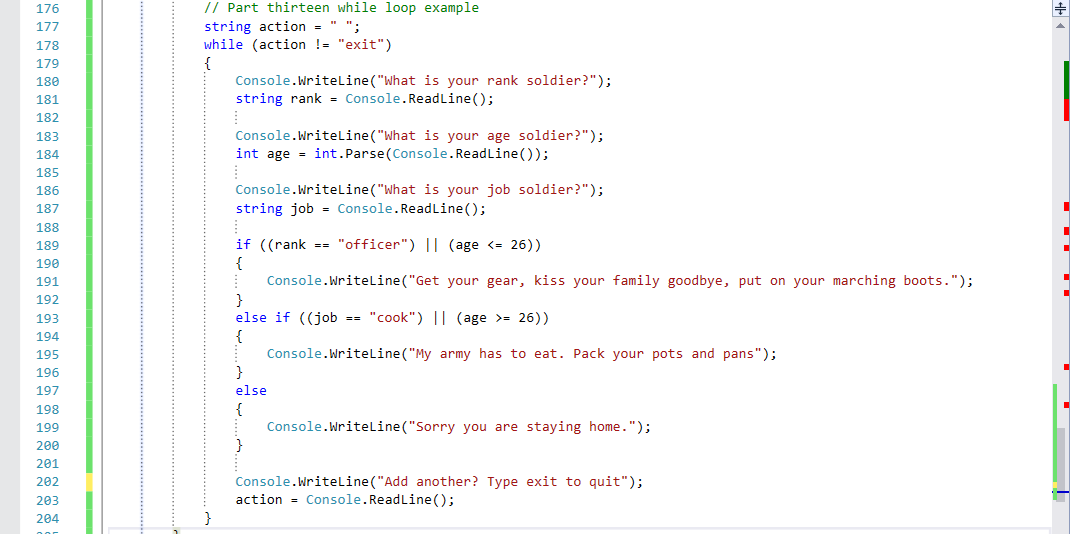 176 // Part thirteen while loop example
177 string action = " ";
178 while (action != "exit")
179 {
180 Console.WriteLine("What is your rank soldier?");
181 string rank = Console.ReadLine();
182
183 Console.WriteLine("What is your age soldier?");
184 int age = int.Parse(Console.ReadLine());
185
186 Console.WriteLine("What is your job soldier?");
187 string job = Console.ReadLine();
188
189 if ((rank == "officer") || (age <= 26))
190 {
191 Console.WriteLine("Get your gear, kiss your family goodbye, put on your marching boots.");
192 }
193 else if ((job == "cook") || (age >= 26))
194 {
195 Console.WriteLine("My army has to eat. Pack your pots and pans");
196 }
197 else
198 {
199 Console.WriteLine("Sorry you are staying home.");
200 }
201
202 Console.WriteLine("Add another? Type exit to quit");
203 action = Console.ReadLine();
204 }